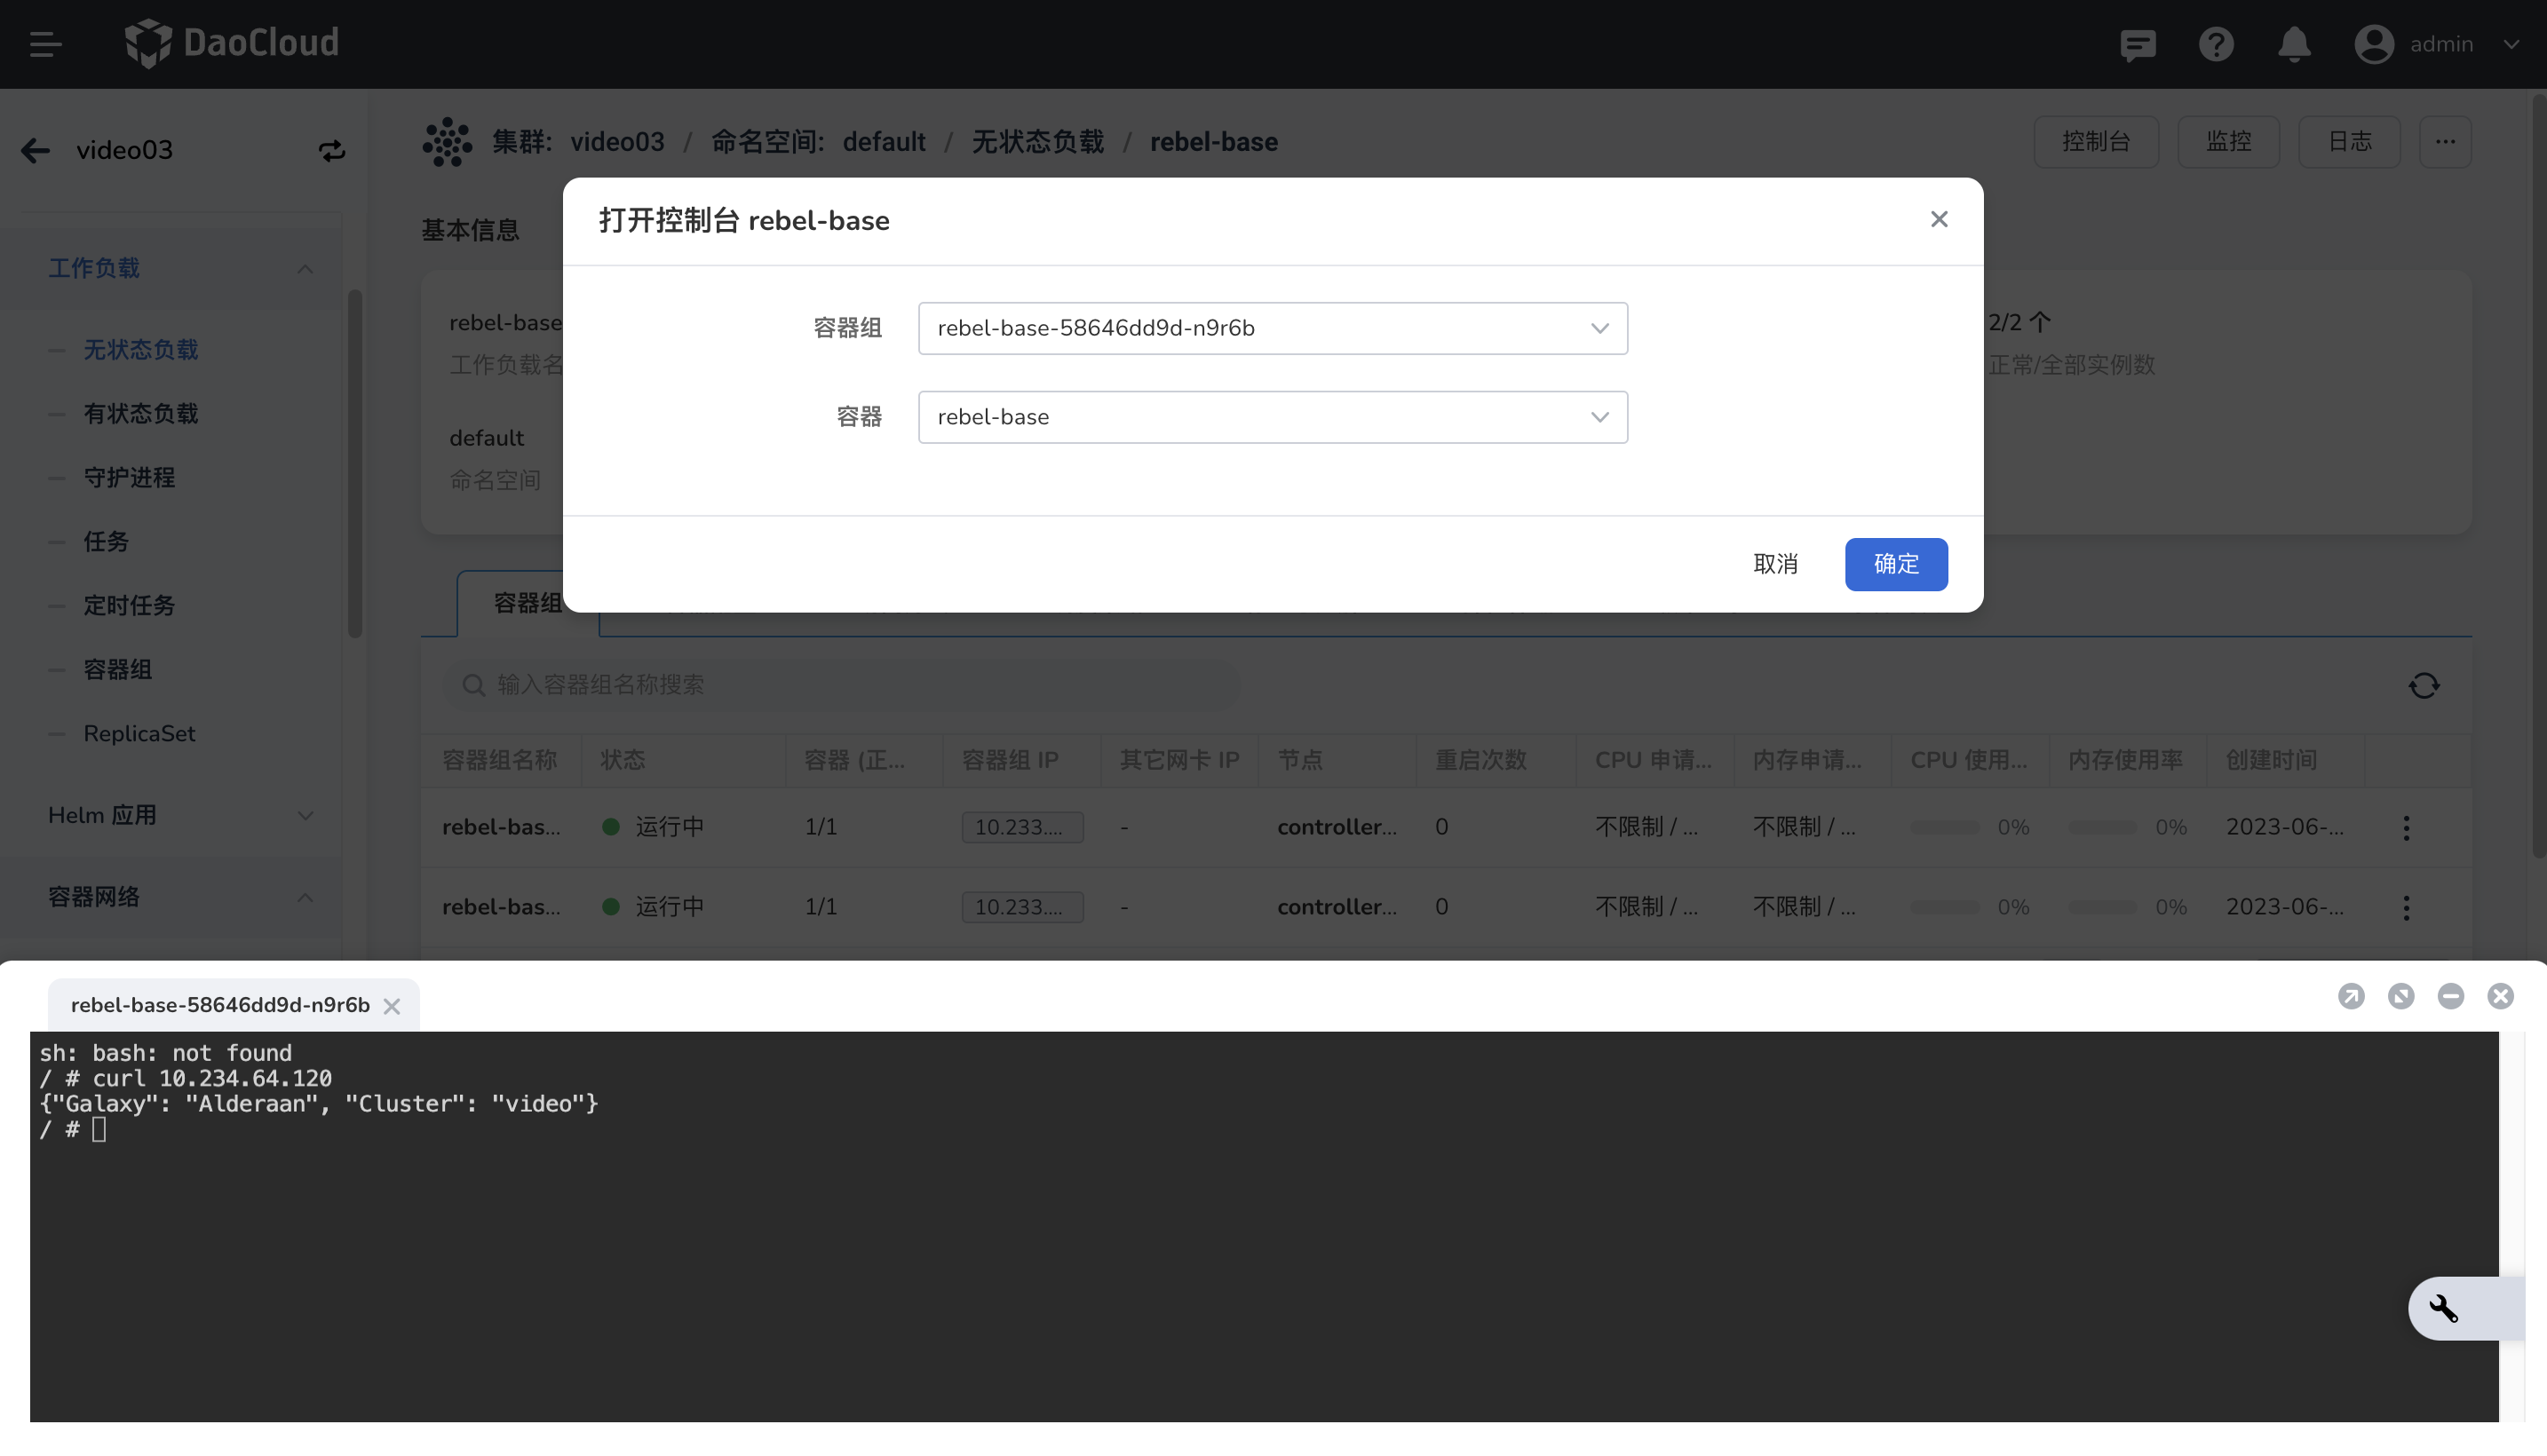 DaoCloud
admin
video03
集群: video03 / 命名空间: default / 无状态负载 / rebel-base
控制台
监控
日志
基本信息
打开控制台 rebel-base
容器组
rebel-base-58646dd9d-n9r6b
容器
rebel-base
取消
确定
工作负载
无状态负载
有状态负载
守护进程
任务
定时任务
容器组
ReplicaSet
Helm 应用
容器网络
rebel-base
工作负载名
default
命名空间
2/2 个
正常/全部实例数
容器组
输入容器组名称搜索
容器组名称 状态 容器 (正... 容器组 IP 其它网卡 IP 节点 重启次数 CPU 申请... 内存申请... CPU 使用... 内存使用率 创建时间
rebel-bas... 运行中 1/1 10.233.... - controller... 0 不限制 / ... 不限制 / ... 0% 0% 2023-06-...
rebel-bas... 运行中 1/1 10.233.... - controller... 0 不限制 / ... 不限制 / ... 0% 0% 2023-06-...
rebel-base-58646dd9d-n9r6b
sh: bash: not found
/ # curl 10.234.64.120
{"Galaxy": "Alderaan", "Cluster": "video"}
/ #